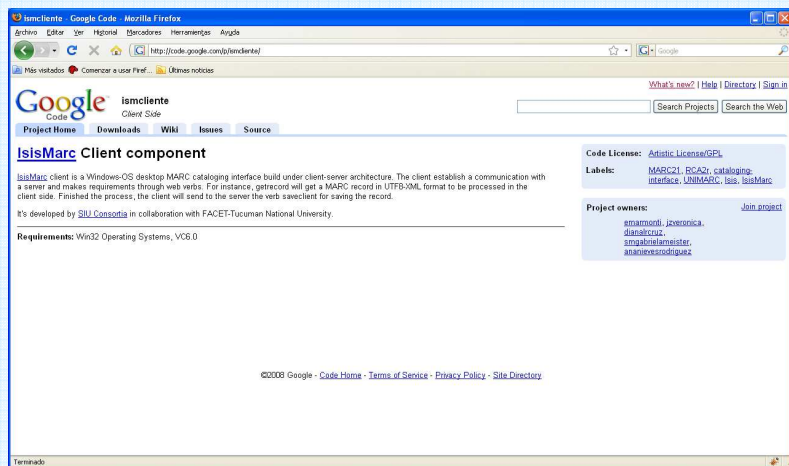 ismcliente - Google Code - Mozilla Firefox
Archivo Editar Ver Historial Marcadores Herramientas Ayuda
http://code.google.com/p/ismcliente/
Google
Más visitados Comenzar a usar Firef... Últimas noticias
What's new? | Help | Directory | Sign in
Google Code
ismcliente
Client Side
Search Projects Search the Web
Project Home Downloads Wiki Issues Source
IsisMarc Client component
IsisMarc client is a Windows-OS desktop MARC cataloging interface build under client-server architecture. The client establish a communication with
a server and makes requirements through web verbs. For instance, getrecord will get a MARC record in UTF8-XML format to be processed in the
client side. Finished the process, the client will send to the server the verb saveclient for saving the record.
It's developed by SIU Consortia in collaboration with FACET-Tucuman National University.
Requirements: Win32 Operating Systems, VC6.0
Code License: Artistic License/GPL
Labels: MARC21, RCA2r, cataloging-
interface, UNIMARC, Isis, IsisMarc
Project owners: Join project
emarmonti, jzveronica,
dianalrcruz,
smgabrielameister,
ananievesrodriguez
©2008 Google - Code Home - Terms of Service - Privacy Policy - Site Directory
Terminado